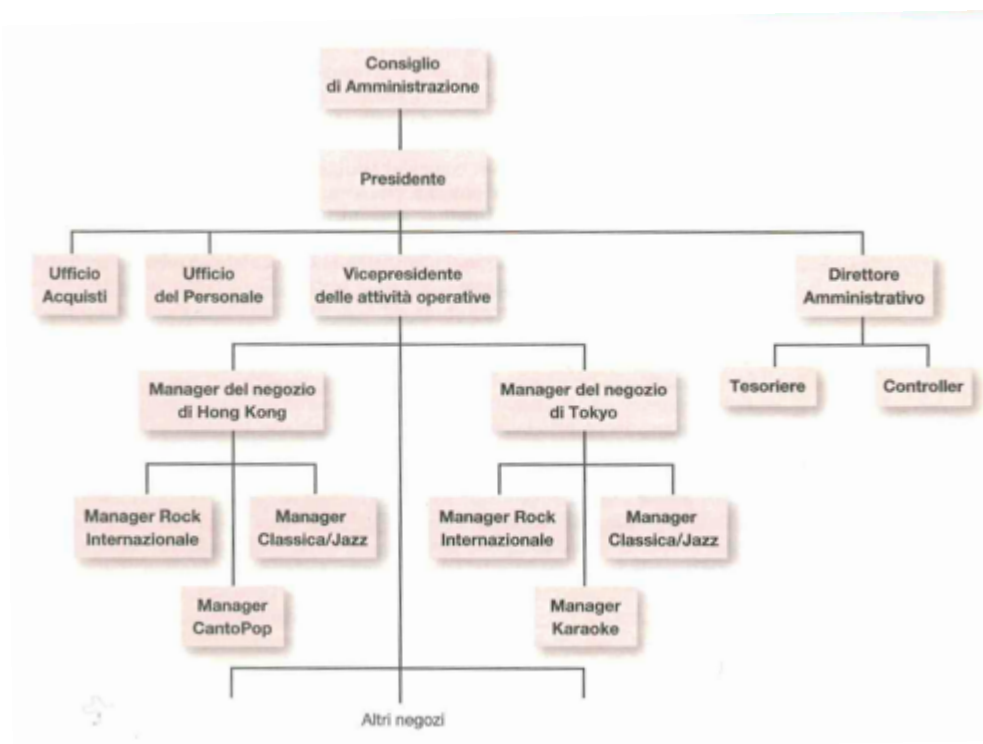 Consiglio
di Amministrazione
Presidente
Ufficio
Acquisti
Ufficio
del Personale
Vicepresidente
delle attività operative
Direttore
Amministrativo
Manager del negozio
di Hong Kong
Manager del negozio
di Tokyo
Tesoriere
Controller
Manager Rock
Internazionale
Manager
Classica/Jazz
Manager Rock
Internazionale
Manager
Classica/Jazz
Manager
CantoPop
Manager
Karaoke
Altri negozi